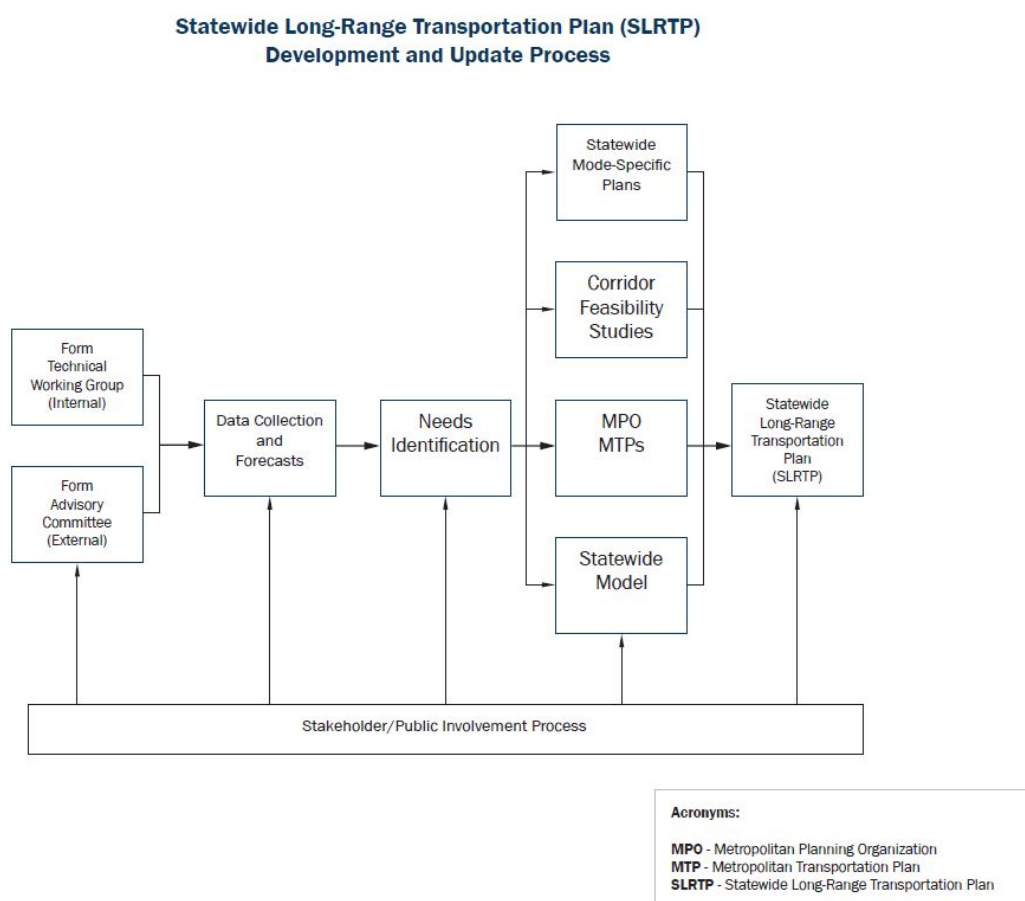 Statewide Long-Range Transportation Plan (SLRTP)
Development and Update Process
Statewide
Mode-Specific
Plans
Corridor
Feasibility
Studies
Form
Technical
Working Group
(Internal)
Form
Advisory
Committee
(External)
Data Collection
and
Forecasts
Needs
Identification
MPO
MTPs
Statewide
Model
Statewide
Long-Range
Transportation
Plan
(SLRTP)
Stakeholder/Public Involvement Process
Acronyms:
MPO - Metropolitan Planning Organization
MTP - Metropolitan Transportation Plan
SLRTP - Statewide Long-Range Transportation Plan